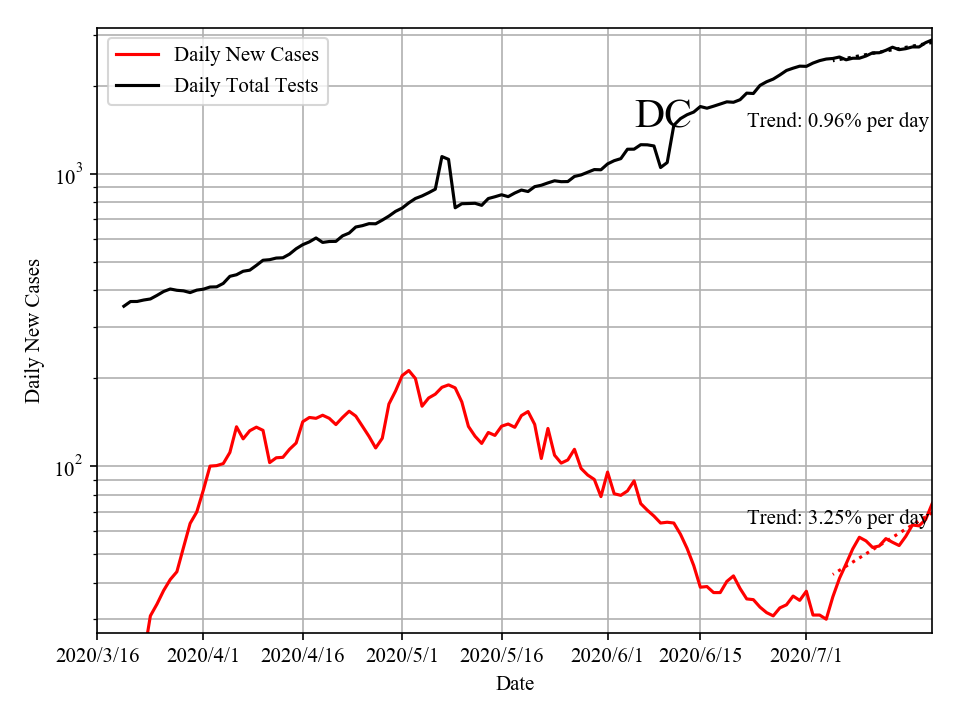 Daily New Cases
Daily Total Tests
DC
Trend: 0.96% per day
10^3
Daily New Cases
10^2
Trend: 3.25% per day
2020/3/16 2020/4/1 2020/4/16 2020/5/1 2020/5/16 2020/6/1 2020/6/15 2020/7/1
Date